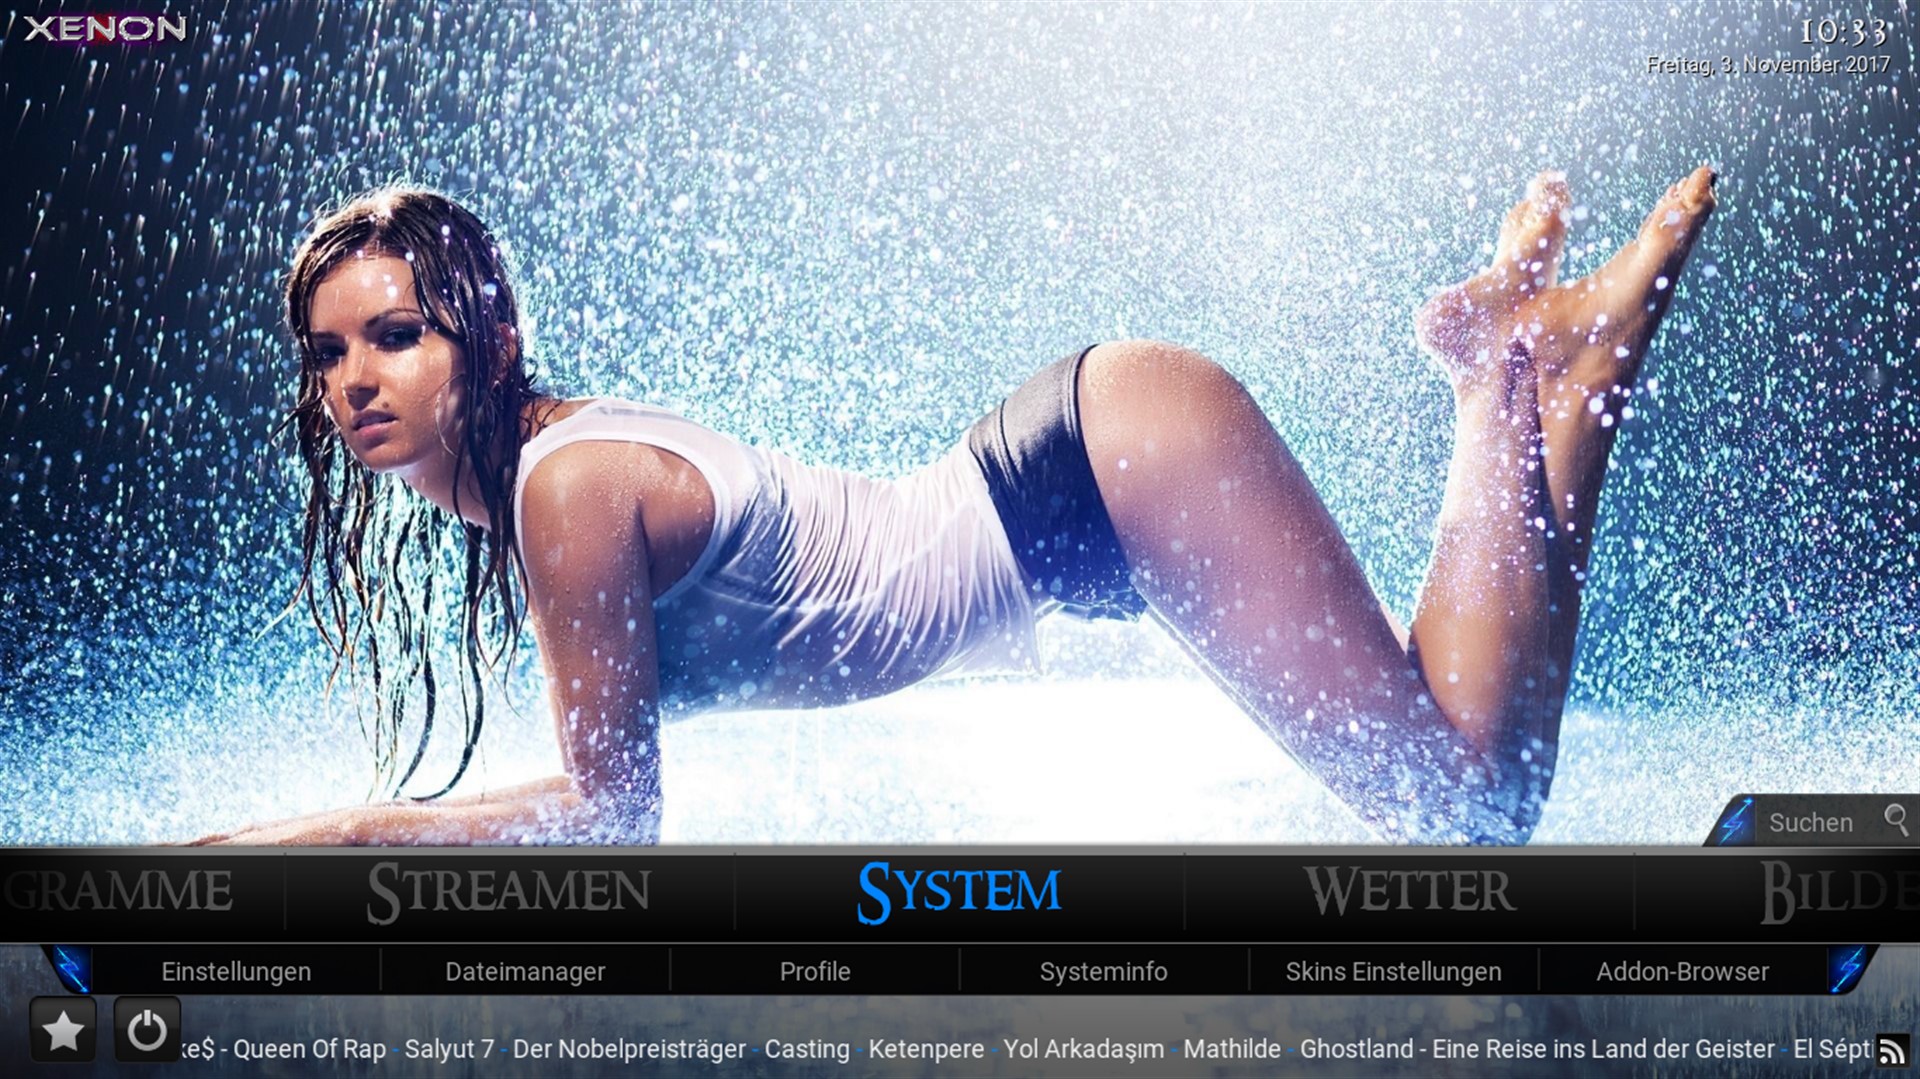 XENON
10:33
Freitag, 3. November 2017
Suchen
GRAMME STREAMEN SYSTEM WETTER BILDE
Einstellungen Dateimanager Profile Systeminfo Skins Einstellungen Addon-Browser
ke$ - Queen Of Rap - Salyut 7 - Der Nobelpreisträger - Casting - Ketenpere - Yol Arkadaşım - Mathilde - Ghostland - Eine Reise ins Land der Geister - El Sépti